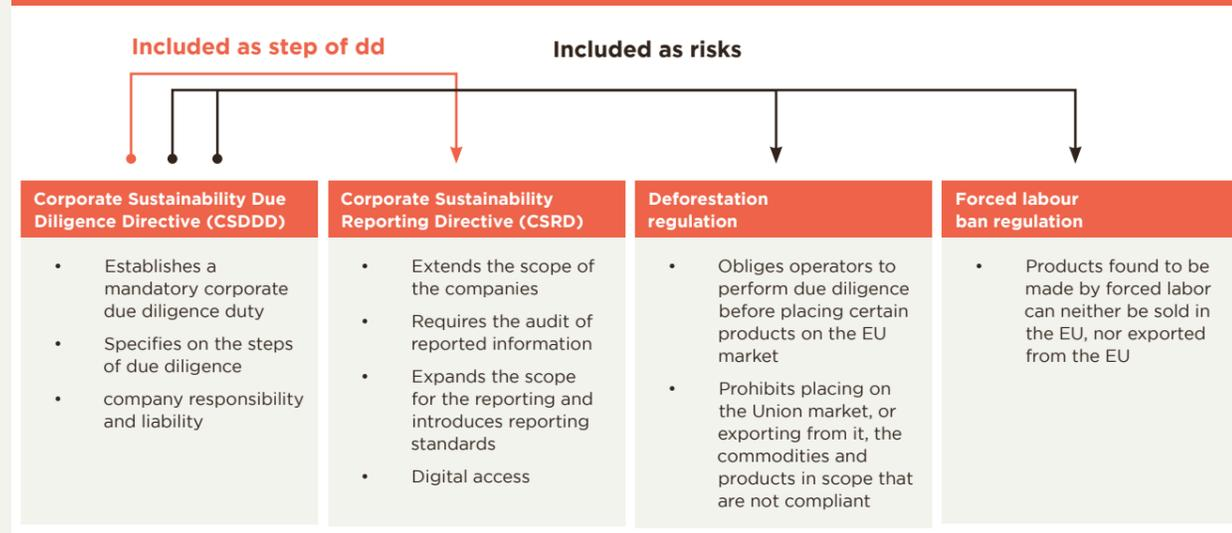 Included as step of dd
Included as risks
Corporate Sustainability Due
Diligence Directive (CSDDD)
• Establishes a
mandatory corporate
due diligence duty
• Specifies on the steps
of due diligence
• company responsibility
and liability
Corporate Sustainability
Reporting Directive (CSRD)
• Extends the scope of
the companies
• Requires the audit of
reported information
• Expands the scope
for the reporting and
introduces reporting
standards
• Digital access
Deforestation
regulation
• Obliges operators to
perform due diligence
before placing certain
products on the EU
market
• Prohibits placing on
the Union market, or
exporting from it, the
commodities and
products in scope that
are not compliant
Forced labour
ban regulation
• Products found to be
made by forced labor
can neither be sold in
the EU, nor exported
from the EU